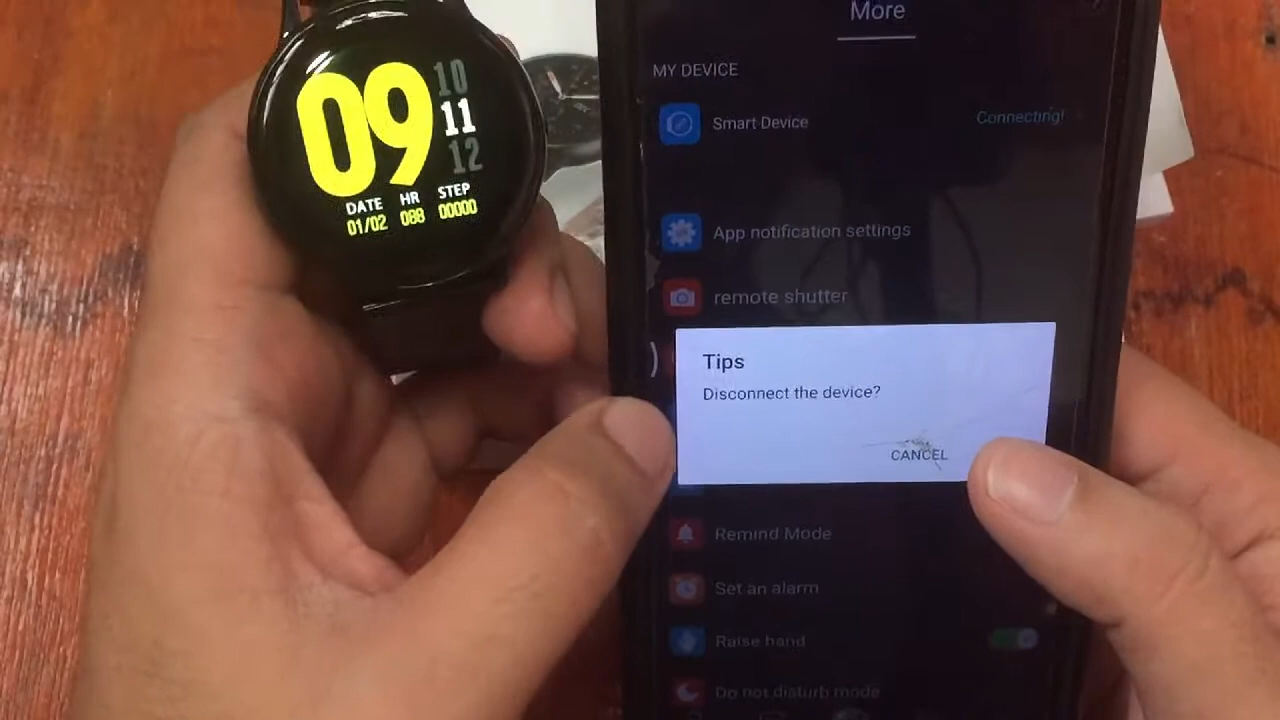 09
10
11
12
DATE HR STEP
01/02 088 00000
More
MY DEVICE
Smart Device Connecting!
App notification settings
remote shutter
Tips
Disconnect the device?
CANCEL
Remind Mode
Set an alarm
Raise hand
Do not disturb mode